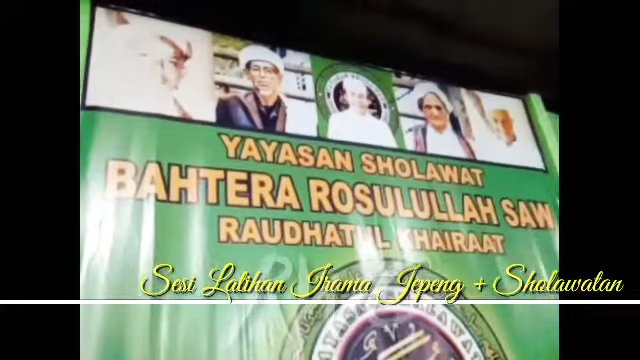 YAYASAN SHOLAWAT
BAHTERA ROSULULLAH SAW
RAUDHATUL KHAIRAAT
Sesi Latihan Irama Jepeng + Sholawatan